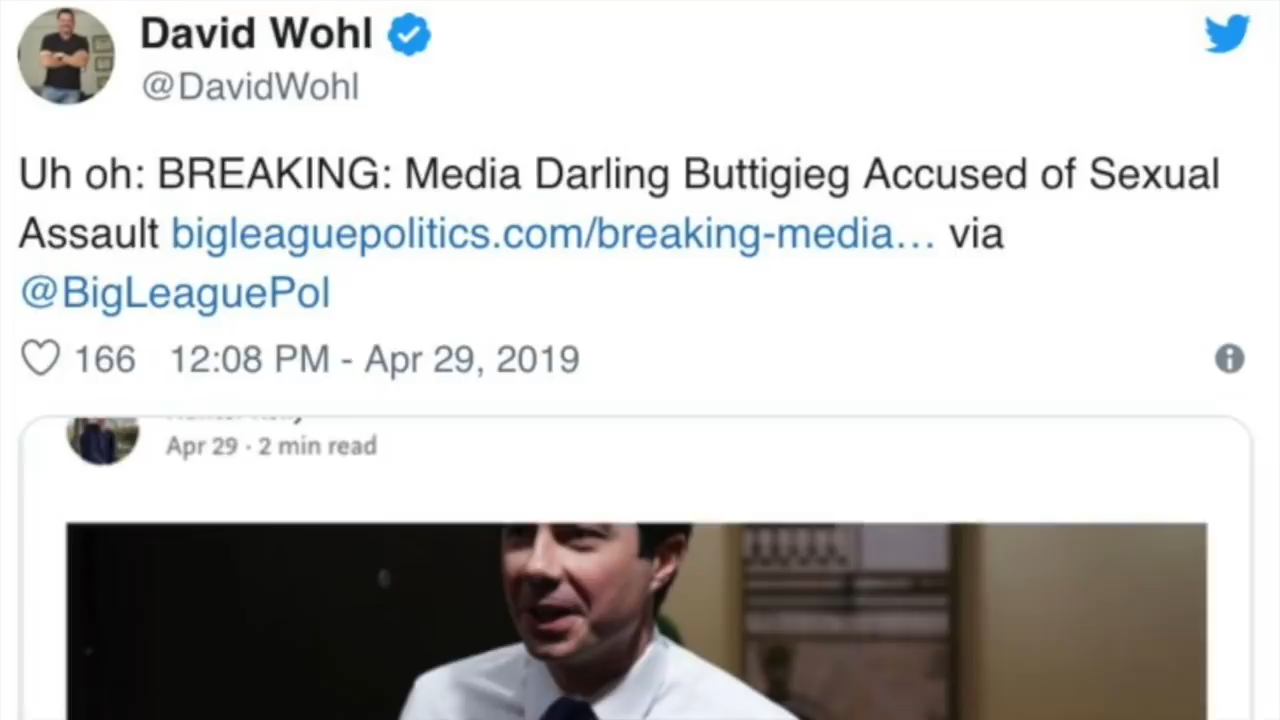 David Wohl
@DavidWohl
Uh oh: BREAKING: Media Darling Buttigieg Accused of Sexual
Assault bigleaguepolitics.com/breaking-media… via
@BigLeaguePol
166 12:08 PM - Apr 29, 2019
Apr 29 · 2 min read